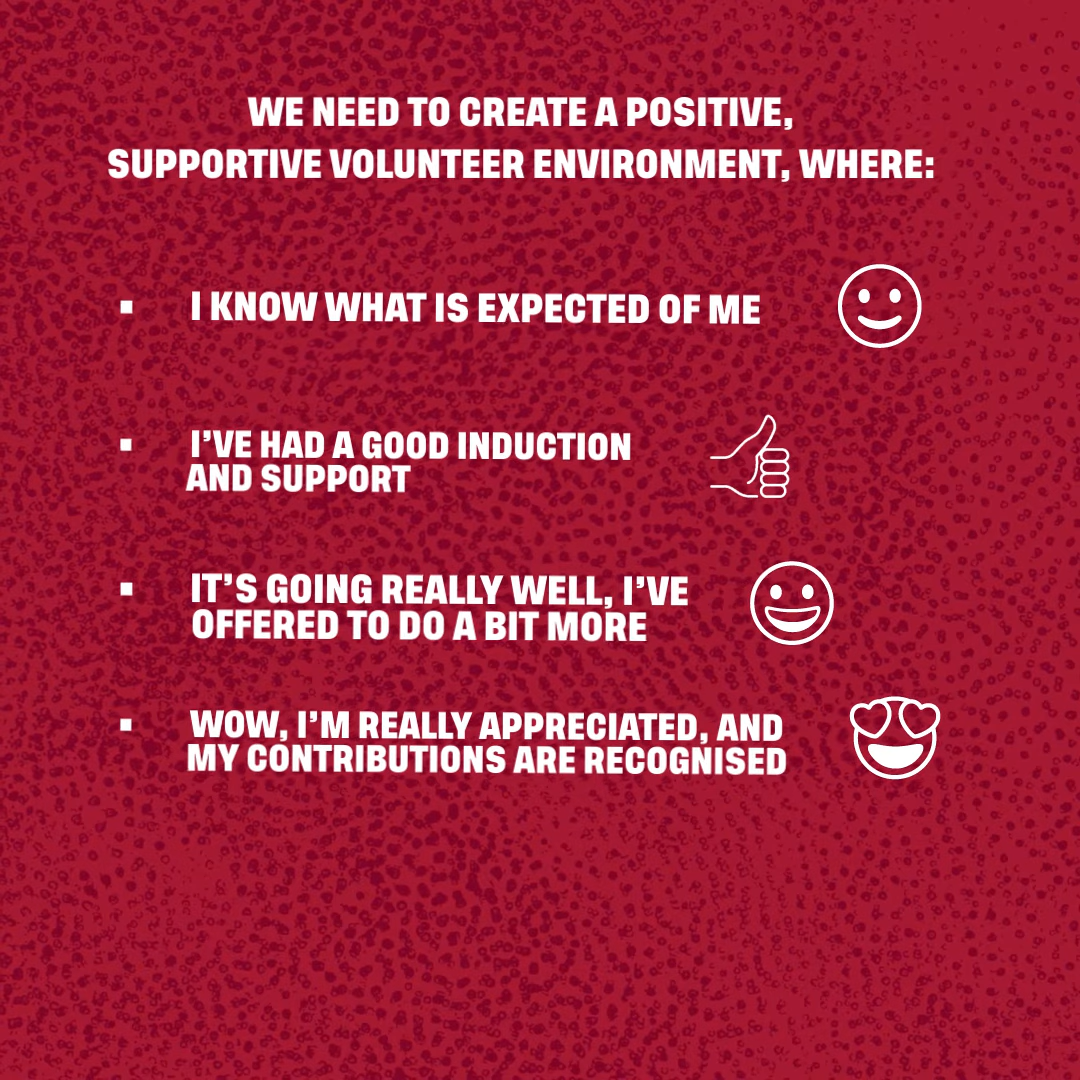 WE NEED TO CREATE A POSITIVE,
SUPPORTIVE VOLUNTEER ENVIRONMENT, WHERE:
▪ I KNOW WHAT IS EXPECTED OF ME
▪ I’VE HAD A GOOD INDUCTION
AND SUPPORT
▪ IT’S GOING REALLY WELL, I’VE
OFFERED TO DO A BIT MORE
▪ WOW, I’M REALLY APPRECIATED, AND
MY CONTRIBUTIONS ARE RECOGNISED